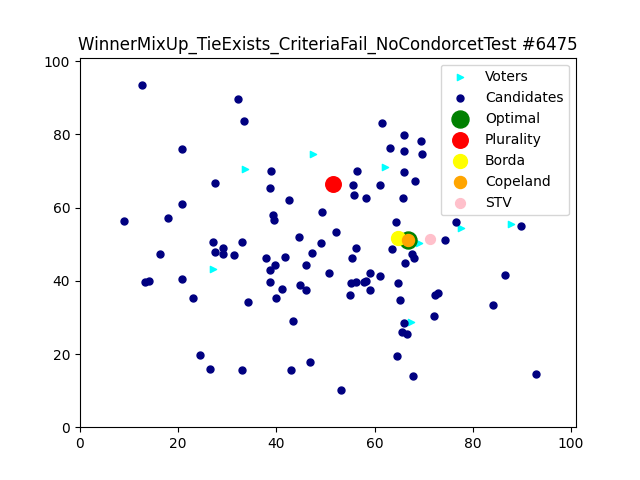 WinnerMixUp_TieExists_CriteriaFail_NoCondorcetTest #6475
100
80
60
40
20
0
0 20 40 60 80 100
Voters
Candidates
Optimal
Plurality
Borda
Copeland
STV